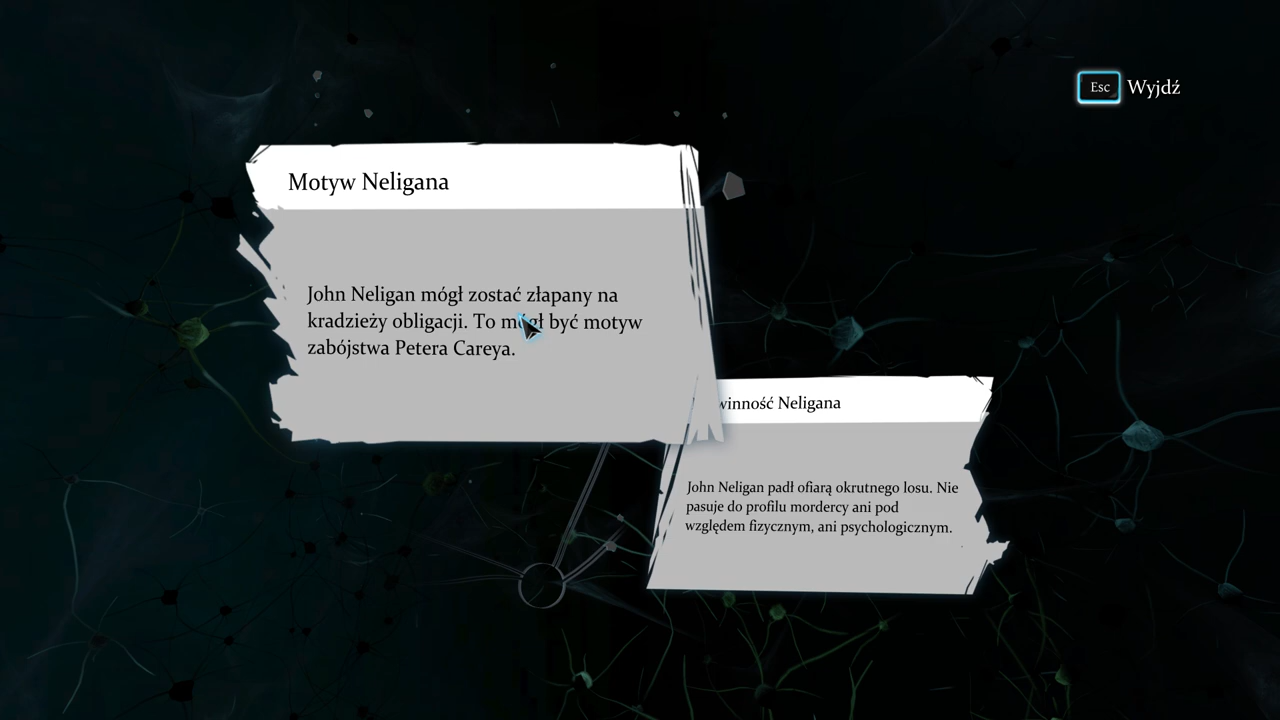 Esc Wyjdź
Motyw Neligana
John Neligan mógł zostać złapany na
kradzieży obligacji. To mógł być motyw
zabójstwa Petera Careya.
Neligana
John Neligan padł ofiarą okrutnego losu. Nie
pasuje do profilu mordercy ani pod
względem fizycznym, ani psychologicznym.